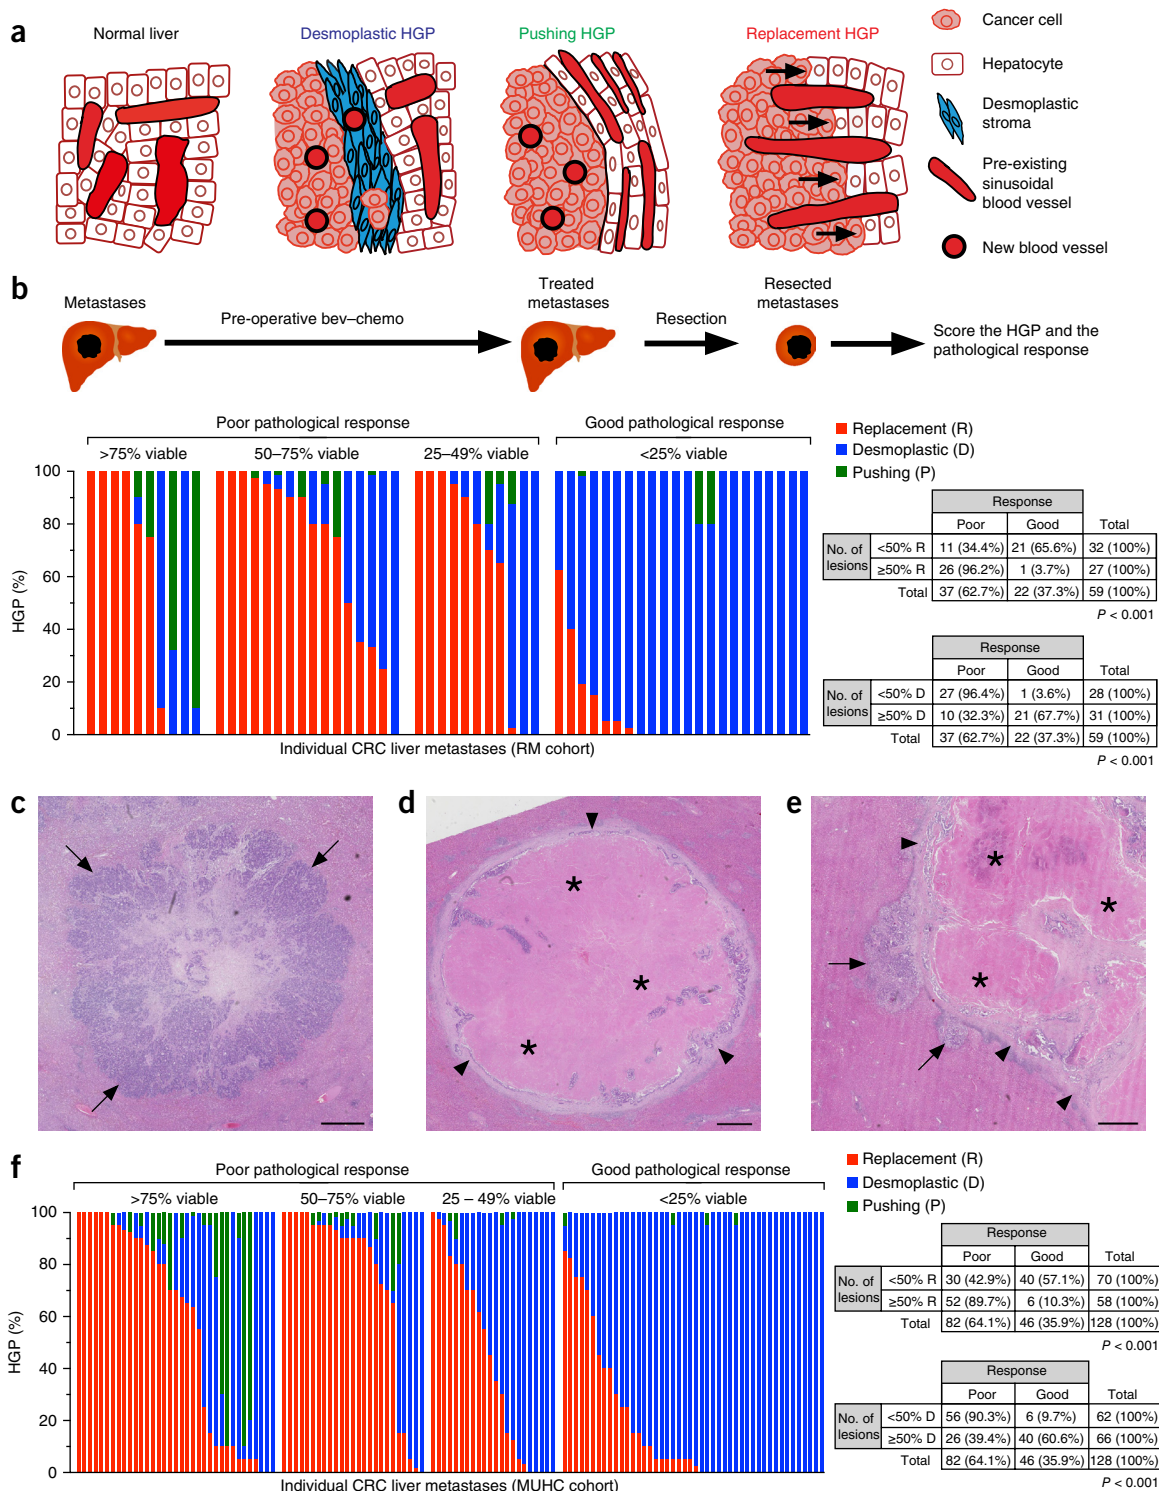 a
Normal liver
Desmoplastic HGP
Pushing HGP
Replacement HGP
Cancer cell
Hepatocyte
Desmoplastic
stroma
Pre-existing
sinusoidal
blood vessel
New blood vessel
b
Metastases
Pre-operative bev–chemo
Treated
metastases
Resection
Resected
metastases
Score the HGP and the
pathological response
Poor pathological response
Good pathological response
>75% viable
50–75% viable
25–49% viable
<25% viable
Replacement (R)
Desmoplastic (D)
Pushing (P)
HGP (%)
100
80
60
40
20
0
Individual CRC liver metastases (RM cohort)
Response
Poor Good Total
No. of lesions <50% R 11 (34.4%) 21 (65.6%) 32 (100%)
≥50% R 26 (96.2%) 1 (3.7%) 27 (100%)
Total 37 (62.7%) 22 (37.3%) 59 (100%)
P < 0.001
Response
Poor Good Total
No. of lesions <50% D 27 (96.4%) 1 (3.6%) 28 (100%)
≥50% D 10 (32.3%) 21 (67.7%) 31 (100%)
Total 37 (62.7%) 22 (37.3%) 59 (100%)
P < 0.001
c
d
e
* * *
* * *
f
Poor pathological response
Good pathological response
>75% viable
50–75% viable
25 – 49% viable
<25% viable
Replacement (R)
Desmoplastic (D)
Pushing (P)
HGP (%)
100
80
60
40
20
0
Individual CRC liver metastases (MUHC cohort)
Response
Poor Good Total
No. of lesions <50% R 30 (42.9%) 40 (57.1%) 70 (100%)
≥50% R 52 (89.7%) 6 (10.3%) 58 (100%)
Total 82 (64.1%) 46 (35.9%) 128 (100%)
P < 0.001
Response
Poor Good Total
No. of lesions <50% D 56 (90.3%) 6 (9.7%) 62 (100%)
≥50% D 26 (39.4%) 40 (60.6%) 66 (100%)
Total 82 (64.1%) 46 (35.9%) 128 (100%)
P < 0.001